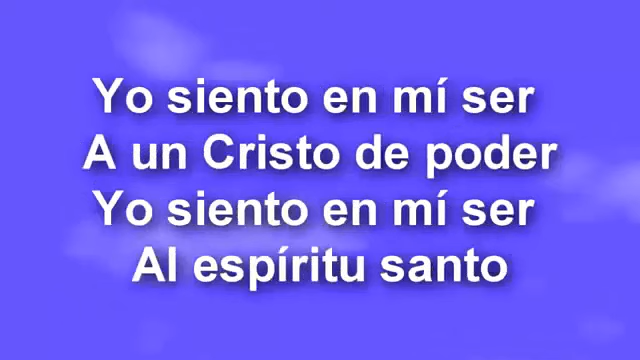 Yo siento en mí ser
A un Cristo de poder
Yo siento en mí ser
Al espíritu santo